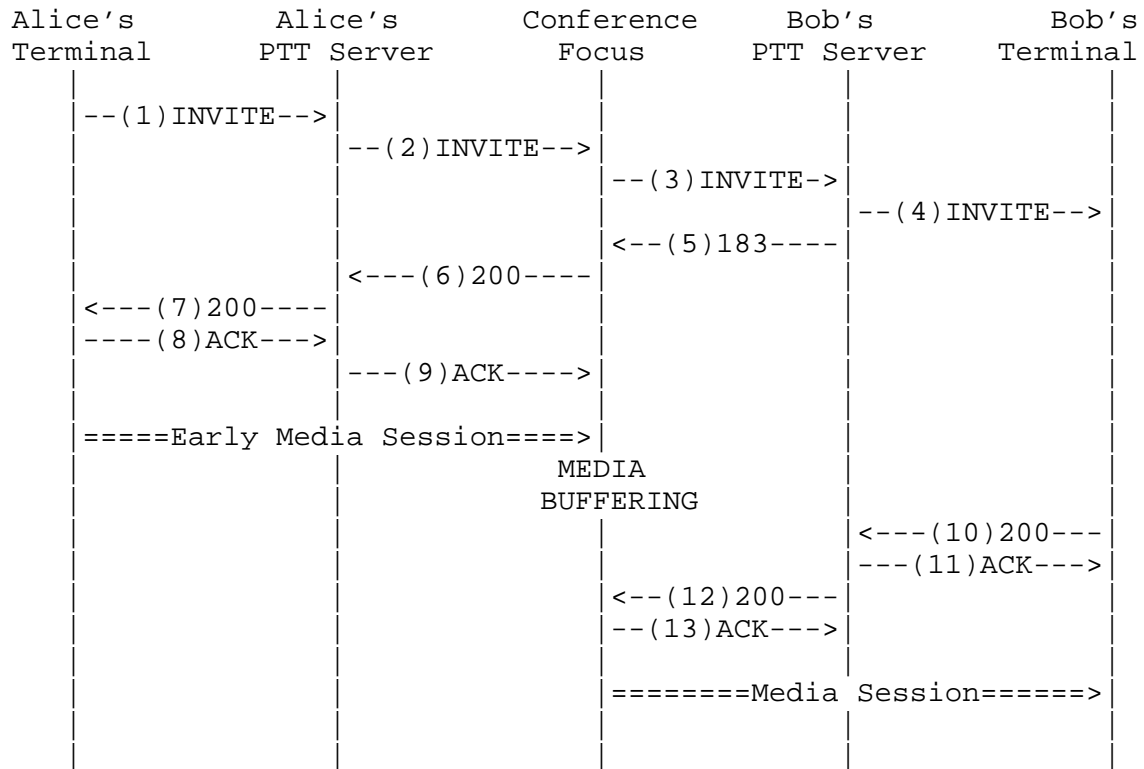 Alice's Alice's Conference Bob's Bob's
Terminal PTT Server Focus PTT Server Terminal
--(1)INVITE-->
--(2)INVITE-->
--(3)INVITE->
--(4)INVITE-->
<--(5)183----
<---(6)200----
<---(7)200----
----(8)ACK--->
---(9)ACK---->
=====Early Media Session====>
MEDIA
BUFFERING
<---(10)200---
---(11)ACK--->
<--(12)200---
--(13)ACK--->
========Media Session======>